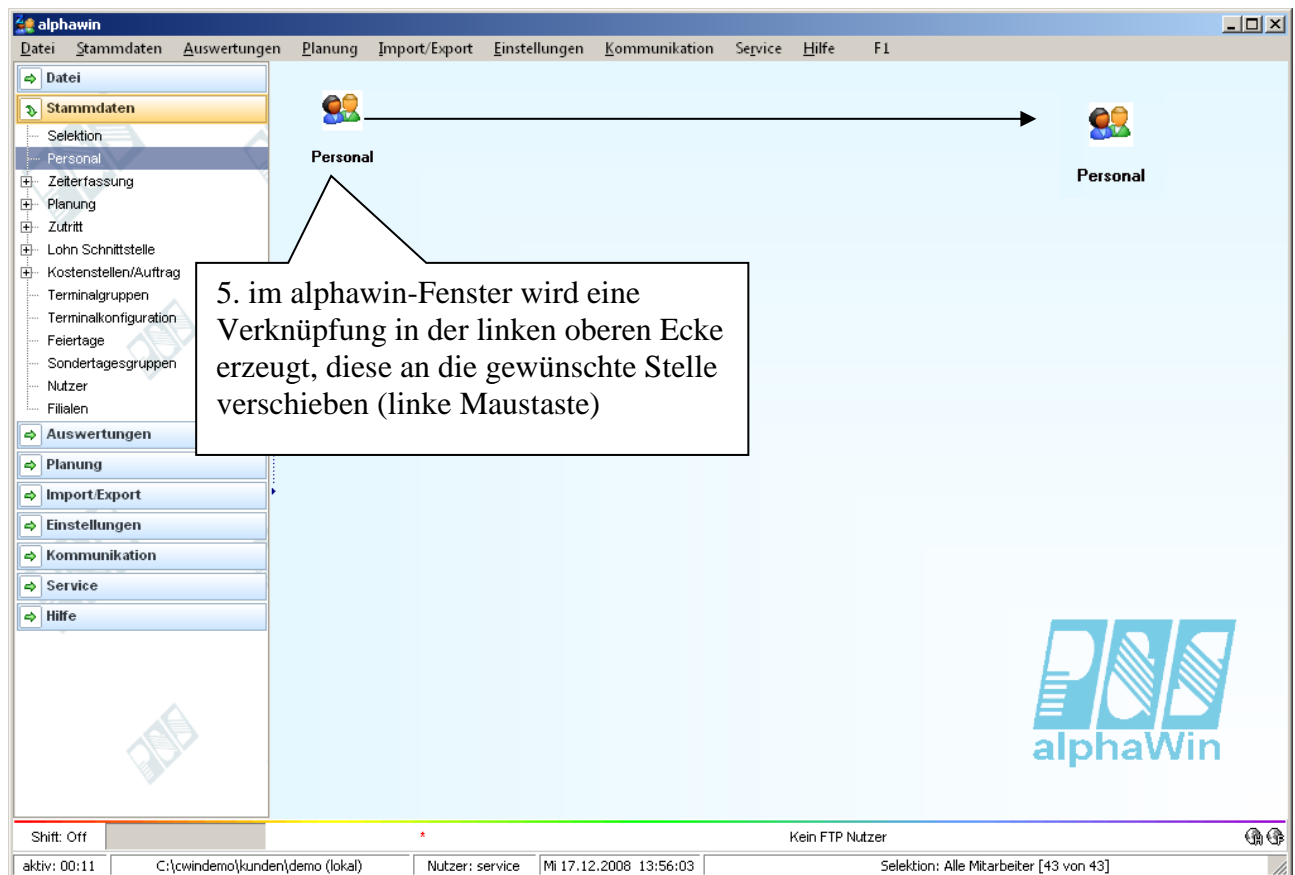 alphawin
Datei Stammdaten Auswertungen Planung Import/Export Einstellungen Kommunikation Service Hilfe F1
Datei
Stammdaten
Selektion
Personal
Zeiterfassung
Planung
Zutritt
Lohn Schnittstelle
Kostenstellen/Auftrag
Terminalgruppen
Terminalkonfiguration
Feiertage
Sondertagesgruppen
Nutzer
Filialen
Auswertungen
Planung
Import/Export
Einstellungen
Kommunikation
Service
Hilfe
Personal
Personal
5. im alphawin-Fenster wird eine
Verknüpfung in der linken oberen Ecke
erzeugt, diese an die gewünschte Stelle
verschieben (linke Maustaste)
PCS
alphaWin
Shift: Off * Kein FTP Nutzer
aktiv: 00:11 C:\cwindemo\kunden\demo (lokal) Nutzer: service Mi 17.12.2008 13:56:03 Selektion: Alle Mitarbeiter [43 von 43]